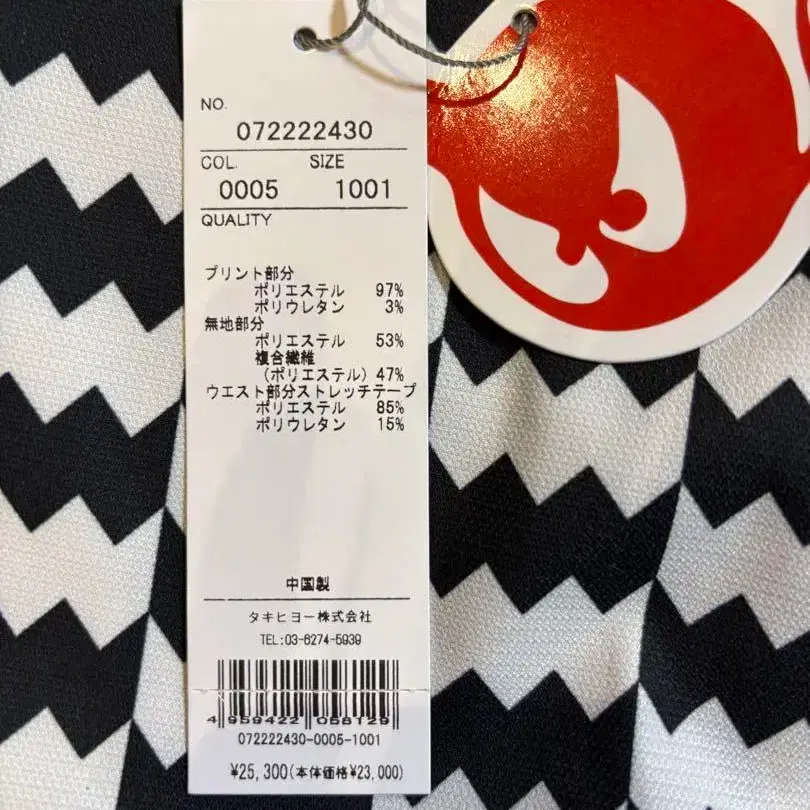 NO.
072222430
COL. SIZE
0005 1001
QUALITY
プリント部分
ポリエステル 97%
ポリウレタン 3%
無地部分
ポリエステル 53%
複合繊維
(ポリエステル) 47%
ウエスト部分ストレッチテープ
ポリエステル 85%
ポリウレタン 15%
中国製
タキヒヨー株式会社
TEL:03-6274-5939
4 959422 058129
072222430-0005-1001
¥25,300(本体価格¥23,000)